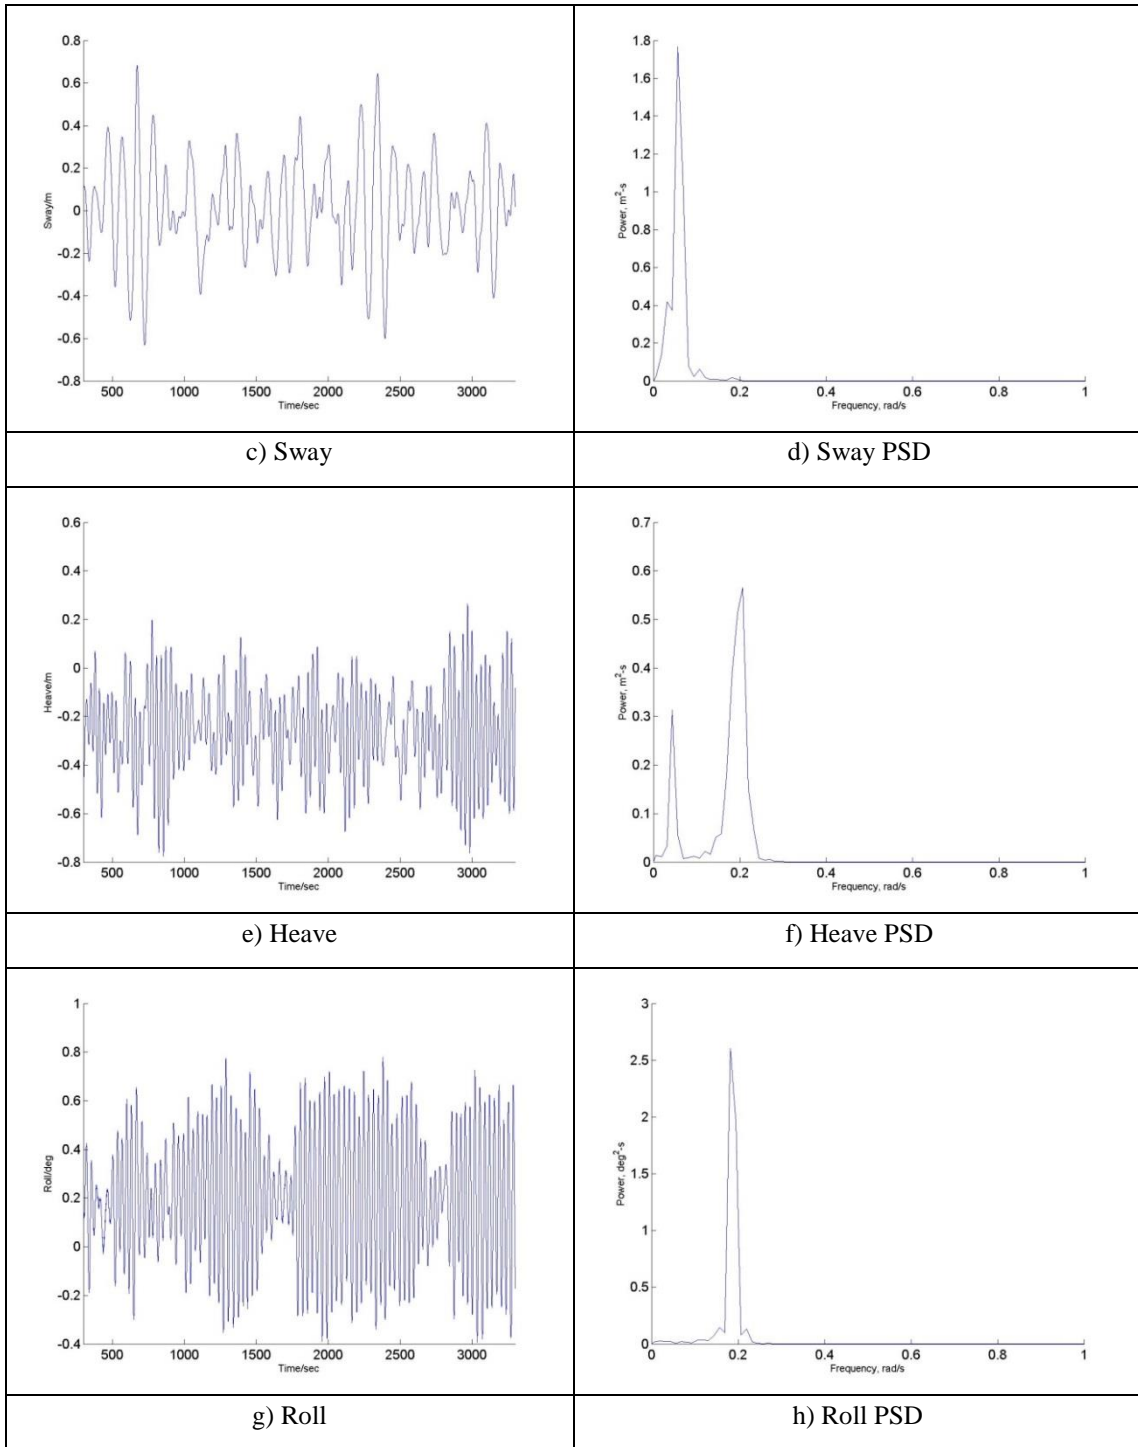 0.8
0.6
0.4
0.2
0
-0.2
-0.4
-0.6
-0.8
Sway/m
500 1000 1500 2000 2500 3000
Time/sec
1.8
1.6
1.4
1.2
1
0.8
0.6
0.4
0.2
0
Power, m²-s
0 0.2 0.4 0.6 0.8 1
Frequency, rad/s
c) Sway
d) Sway PSD
0.6
0.4
0.2
0
-0.2
-0.4
-0.6
-0.8
Heave/m
500 1000 1500 2000 2500 3000
Time/sec
0.7
0.6
0.5
0.4
0.3
0.2
0.1
0
Power, m²-s
0 0.2 0.4 0.6 0.8 1
Frequency, rad/s
e) Heave
f) Heave PSD
1
0.8
0.6
0.4
0.2
0
-0.2
-0.4
Roll/deg
500 1000 1500 2000 2500 3000
Time/sec
3
2.5
2
1.5
1
0.5
0
Power, deg²-s
0 0.2 0.4 0.6 0.8 1
Frequency, rad/s
g) Roll
h) Roll PSD